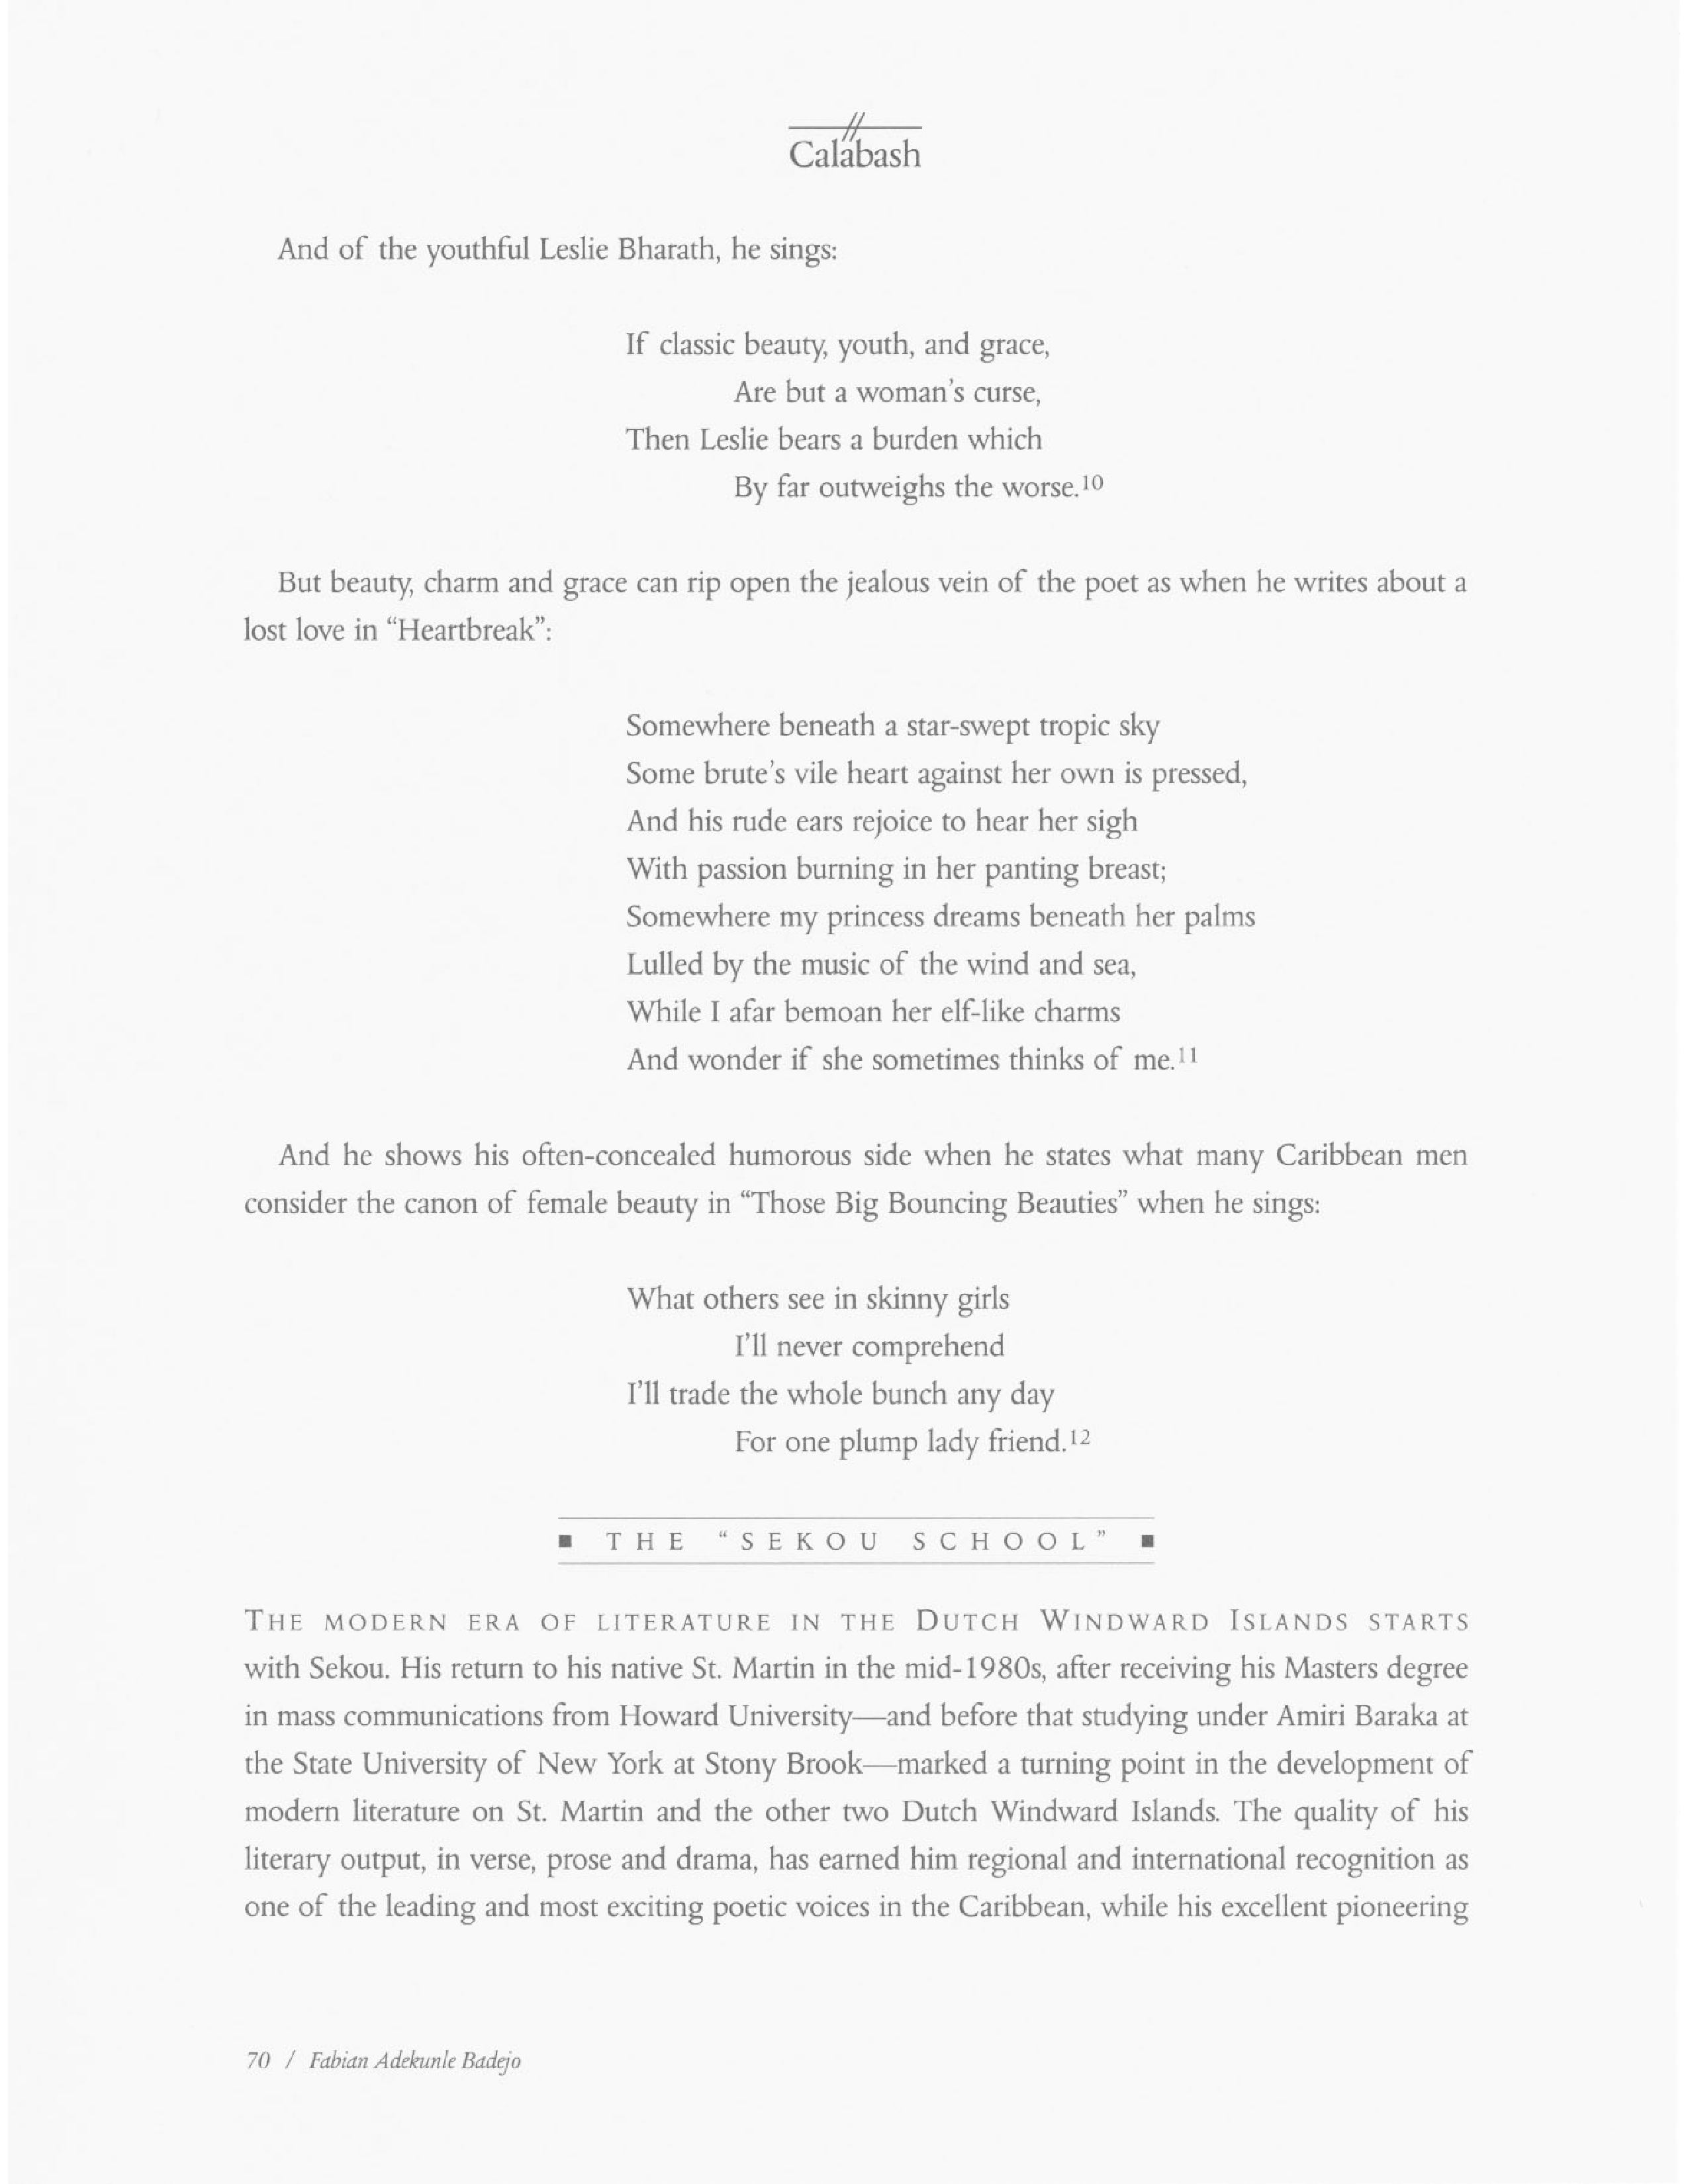 Calabash
And of the youthful Leslie Bharath, he sings:
If classic beauty, youth, and grace,
Are but a woman's curse,
Then Leslie bears a burden which
By far outweighs the worse.10
But beauty, charm and grace can rip open the jealous vein of the poet as when he writes about a
lost love in “Heartbreak”:
Somewhere beneath a star-swept tropic sky
Some brute's vile heart against her own is pressed,
And his rude ears rejoice to hear her sigh
With passion burning in her panting breast;
Somewhere my princess dreams beneath her palms
Lulled by the music of the wind and sea,
While I afar bemoan her elf-like charms
And wonder if she sometimes thinks of me.11
And he shows his often-concealed humorous side when he states what many Caribbean men
consider the canon of female beauty in “Those Big Bouncing Beauties” when he sings:
What others see in skinny girls
I'll never comprehend
I'll trade the whole bunch any day
For one plump lady friend.12
■ THE “SEKOU SCHOOL” ■
THE MODERN ERA OF LITERATURE IN THE DUTCH WINDWARD ISLANDS STARTS
with Sekou. His return to his native St. Martin in the mid-1980s, after receiving his Masters degree
in mass communications from Howard University—and before that studying under Amiri Baraka at
the State University of New York at Stony Brook—marked a turning point in the development of
modern literature on St. Martin and the other two Dutch Windward Islands. The quality of his
literary output, in verse, prose and drama, has earned him regional and international recognition as
one of the leading and most exciting poetic voices in the Caribbean, while his excellent pioneering
70 / Fabian Adekunle Badejo